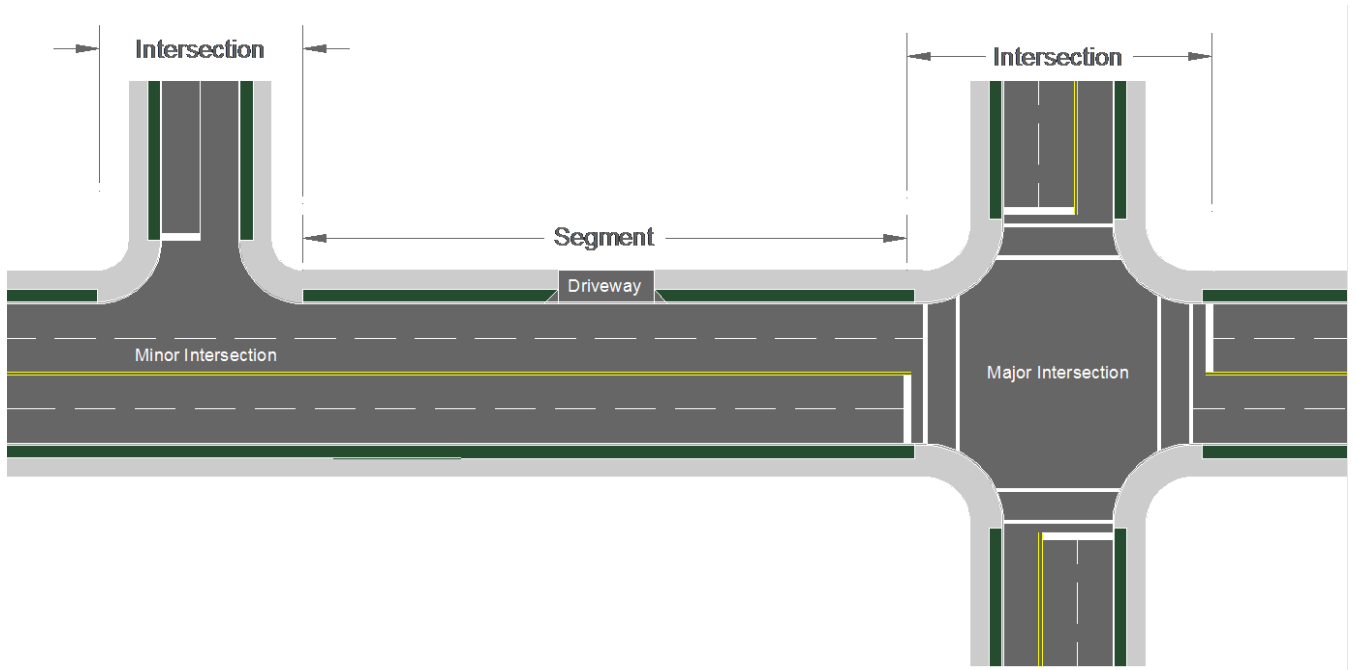 Intersection
Intersection
Segment
Driveway
Minor Intersection
Major Intersection